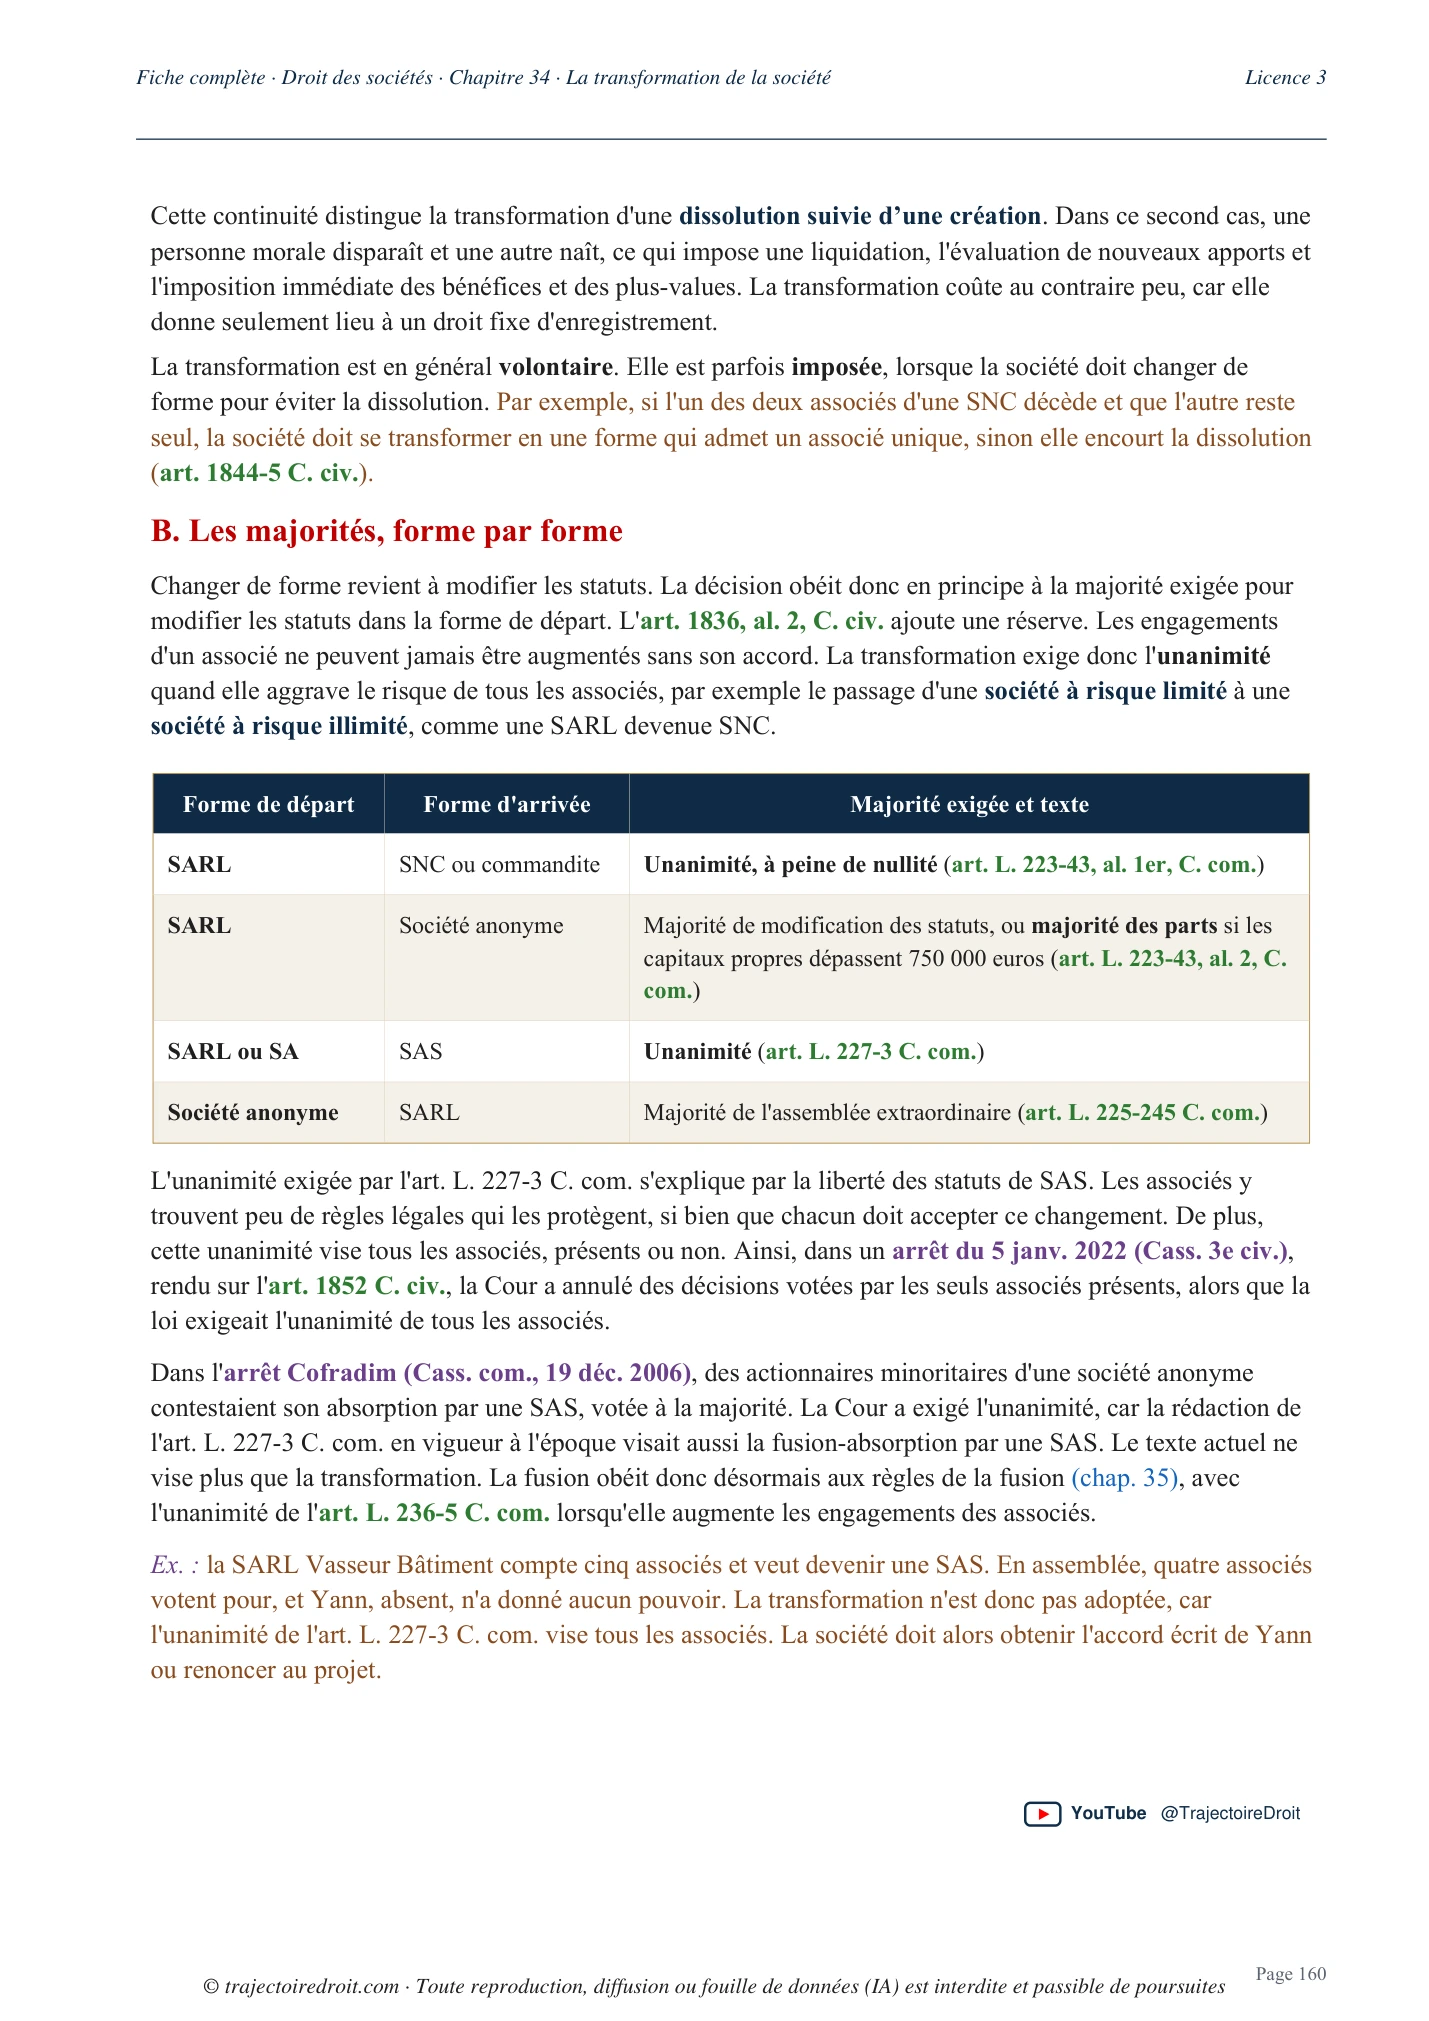 Fiche complète · Droit des sociétés · Chapitre 34 · La transformation de la société
Licence 3
Cette continuité distingue la transformation d'une dissolution suivie d’une création. Dans ce second cas, une
personne morale disparaît et une autre naît, ce qui impose une liquidation, l'évaluation de nouveaux apports et
l'imposition immédiate des bénéfices et des plus-values. La transformation coûte au contraire peu, car elle
donne seulement lieu à un droit fixe d'enregistrement.
La transformation est en général volontaire. Elle est parfois imposée, lorsque la société doit changer de
forme pour éviter la dissolution. Par exemple, si l'un des deux associés d'une SNC décède et que l'autre reste
seul, la société doit se transformer en une forme qui admet un associé unique, sinon elle encourt la dissolution
(art. 1844-5 C. civ.).
B. Les majorités, forme par forme
Changer de forme revient à modifier les statuts. La décision obéit donc en principe à la majorité exigée pour
modifier les statuts dans la forme de départ. L'art. 1836, al. 2, C. civ. ajoute une réserve. Les engagements
d'un associé ne peuvent jamais être augmentés sans son accord. La transformation exige donc l'unanimité
quand elle aggrave le risque de tous les associés, par exemple le passage d'une société à risque limité à une
société à risque illimité, comme une SARL devenue SNC.
Forme de départ
Forme d'arrivée
Majorité exigée et texte
SARL
SNC ou commandite
Unanimité, à peine de nullité (art. L. 223-43, al. 1er, C. com.)
SARL
Société anonyme
Majorité de modification des statuts, ou majorité des parts si les
capitaux propres dépassent 750 000 euros (art. L. 223-43, al. 2, C.
com.)
SARL ou SA
SAS
Unanimité (art. L. 227-3 C. com.)
Société anonyme
SARL
Majorité de l'assemblée extraordinaire (art. L. 225-245 C. com.)
L'unanimité exigée par l'art. L. 227-3 C. com. s'explique par la liberté des statuts de SAS. Les associés y
trouvent peu de règles légales qui les protègent, si bien que chacun doit accepter ce changement. De plus,
cette unanimité vise tous les associés, présents ou non. Ainsi, dans un arrêt du 5 janv. 2022 (Cass. 3e civ.),
rendu sur l'art. 1852 C. civ., la Cour a annulé des décisions votées par les seuls associés présents, alors que la
loi exigeait l'unanimité de tous les associés.
Dans l'arrêt Cofradim (Cass. com., 19 déc. 2006), des actionnaires minoritaires d'une société anonyme
contestaient son absorption par une SAS, votée à la majorité. La Cour a exigé l'unanimité, car la rédaction de
l'art. L. 227-3 C. com. en vigueur à l'époque visait aussi la fusion-absorption par une SAS. Le texte actuel ne
vise plus que la transformation. La fusion obéit donc désormais aux règles de la fusion (chap. 35), avec
l'unanimité de l'art. L. 236-5 C. com. lorsqu'elle augmente les engagements des associés.
Ex. : la SARL Vasseur Bâtiment compte cinq associés et veut devenir une SAS. En assemblée, quatre associés
votent pour, et Yann, absent, n'a donné aucun pouvoir. La transformation n'est donc pas adoptée, car
l'unanimité de l'art. L. 227-3 C. com. vise tous les associés. La société doit alors obtenir l'accord écrit de Yann
ou renoncer au projet.
YouTube @TrajectoireDroit
© trajectoiredroit.com · Toute reproduction, diffusion ou fouille de données (IA) est interdite et passible de poursuites
Page 160